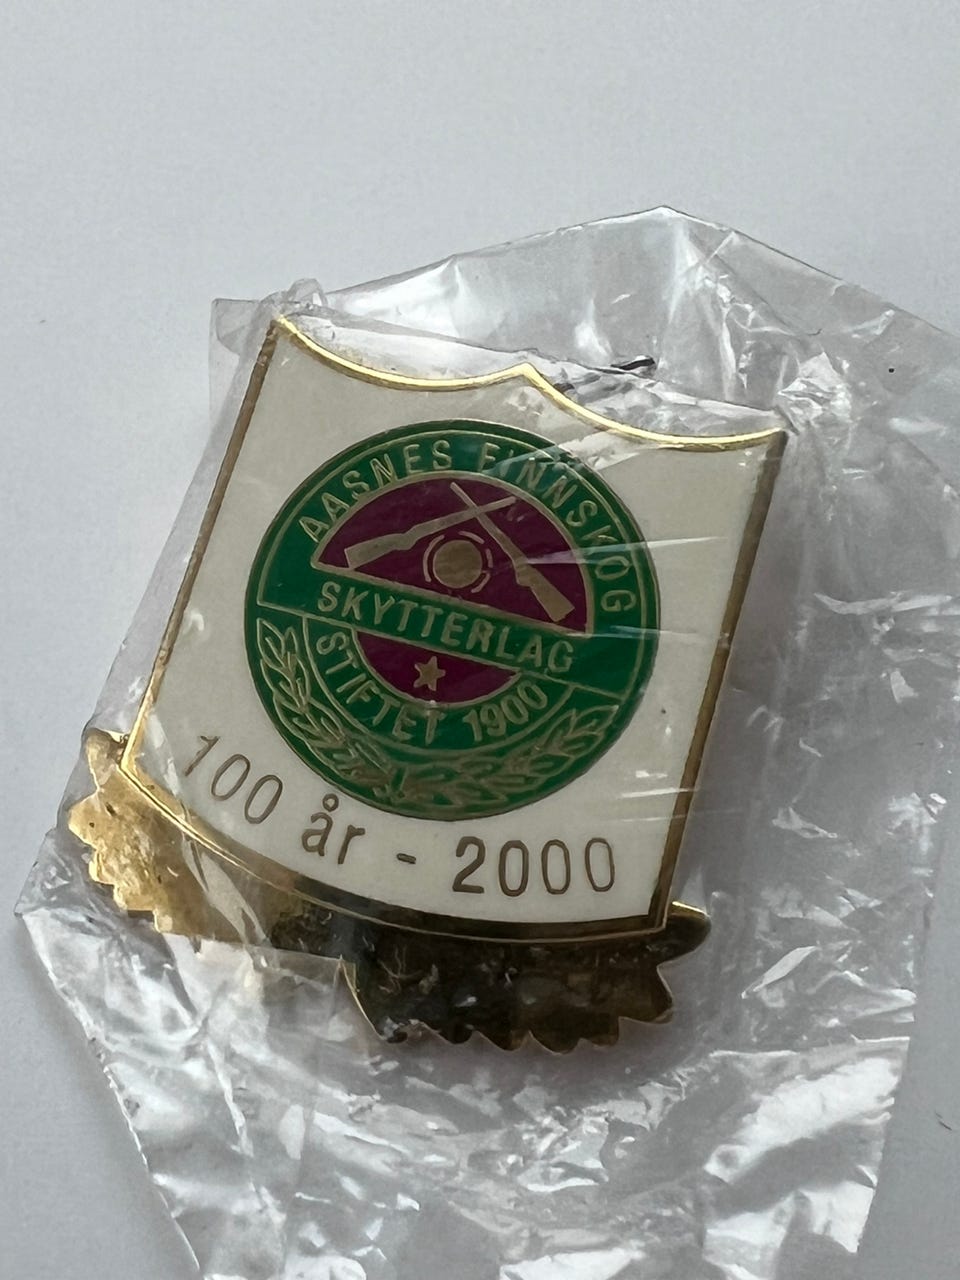 AASNES FINNSKOG
SKYTTERLAG
STIFTET 1900
100 år - 2000